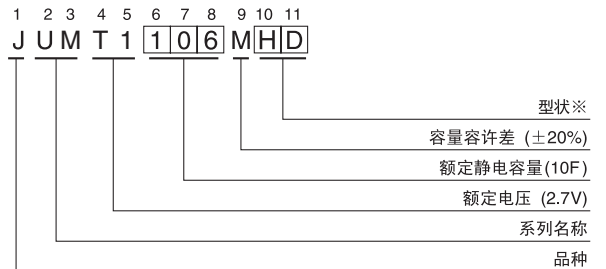 1 2 3 4 5 6 7 8 9 10 11
J U M T 1 1 0 6 M H D
型状※
容量容许差 (±20%)
额定静电容量(10F)
额定电压 (2.7V)
系列名称
品种